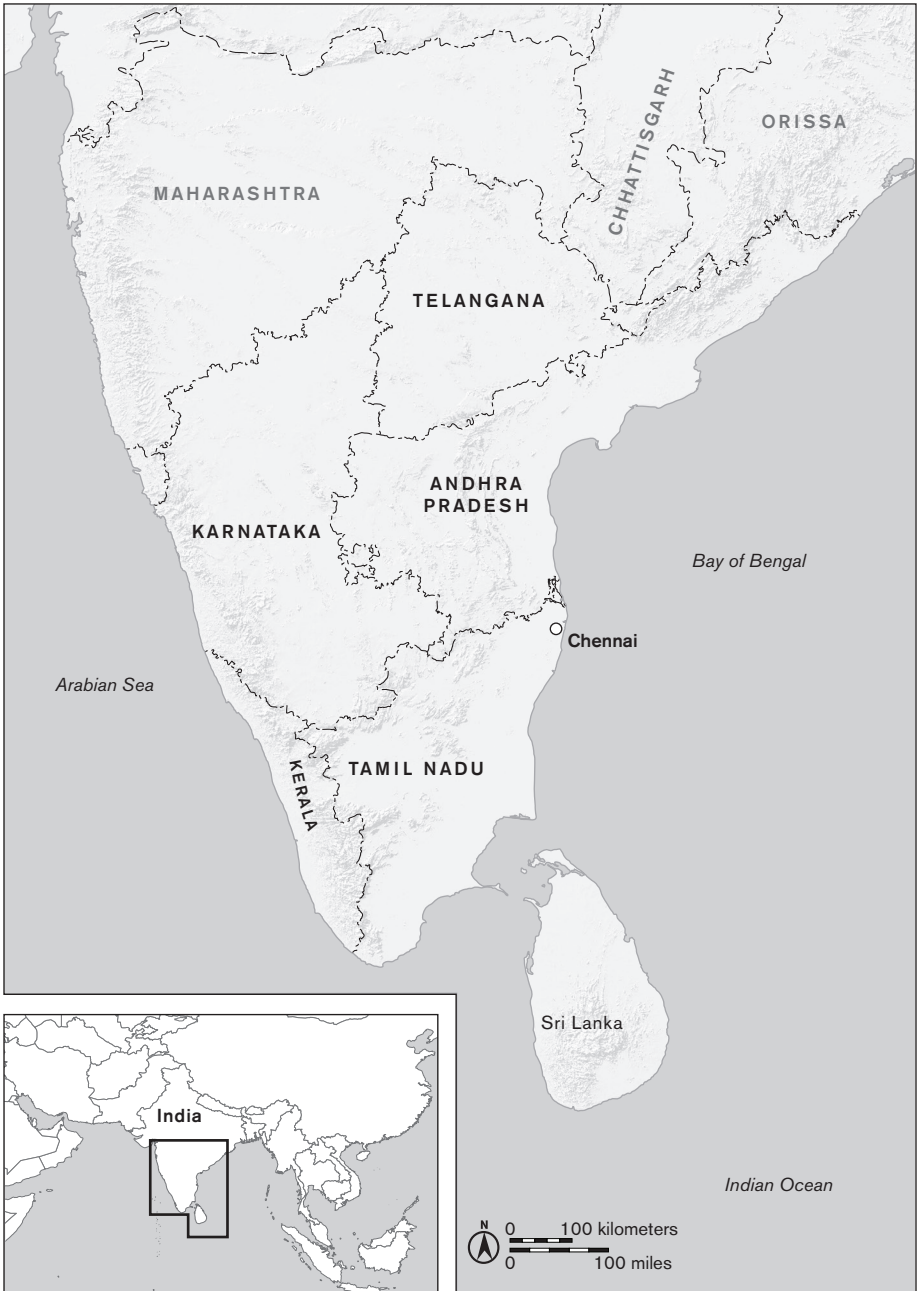 ORISSA
CHHATTISGARH
MAHARASHTRA
TELANGANA
ANDHRA
PRADESH
KARNATAKA
Bay of Bengal
Chennai
Arabian Sea
TAMIL NADU
KERALA
Sri Lanka
India
Indian Ocean
N
0 100 kilometers
0 100 miles